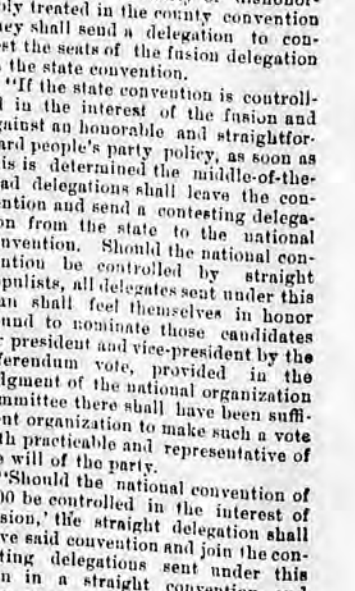 bly treated in the county convention
ey shall send a delegation to con-
st the seats of the fusion delegation
the state convention.
"If the state convention is controll-
d in the interest of the fusion and
gainst an honorable and straightfor-
ard people's party policy, as soon as
is is determined the middle-of-the-
ad delegations shall leave the con-
ention and send a contesting delega-
on from the state to the national
nvention. Should the national con-
ntion be controlled by straight
opulists, all delegates sent under this
an shall feel themselves in honor
und to nominate those candidates
r president and vice-president by the
ferendum vote, provided in the
dgment of the national organization
mmittee there shall have been suffi-
nt organization to make such a vote
th practicable and representative of
e will of the party.
"Should the national convention of
00 be controlled in the interest of
sion,' the straight delegation shall
ve said convention and join the con-
ting delegations sent under this
n in a straight convention and